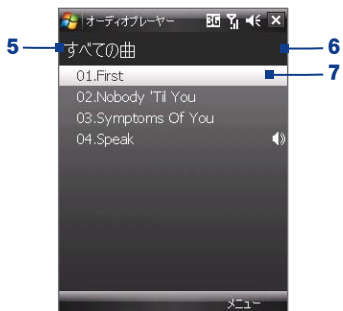 オーディオプレーヤー 3G
5 すべての曲 6
01.First 7
02.Nobody 'Til You
03.Symptoms Of You
04.Speak
メニュー